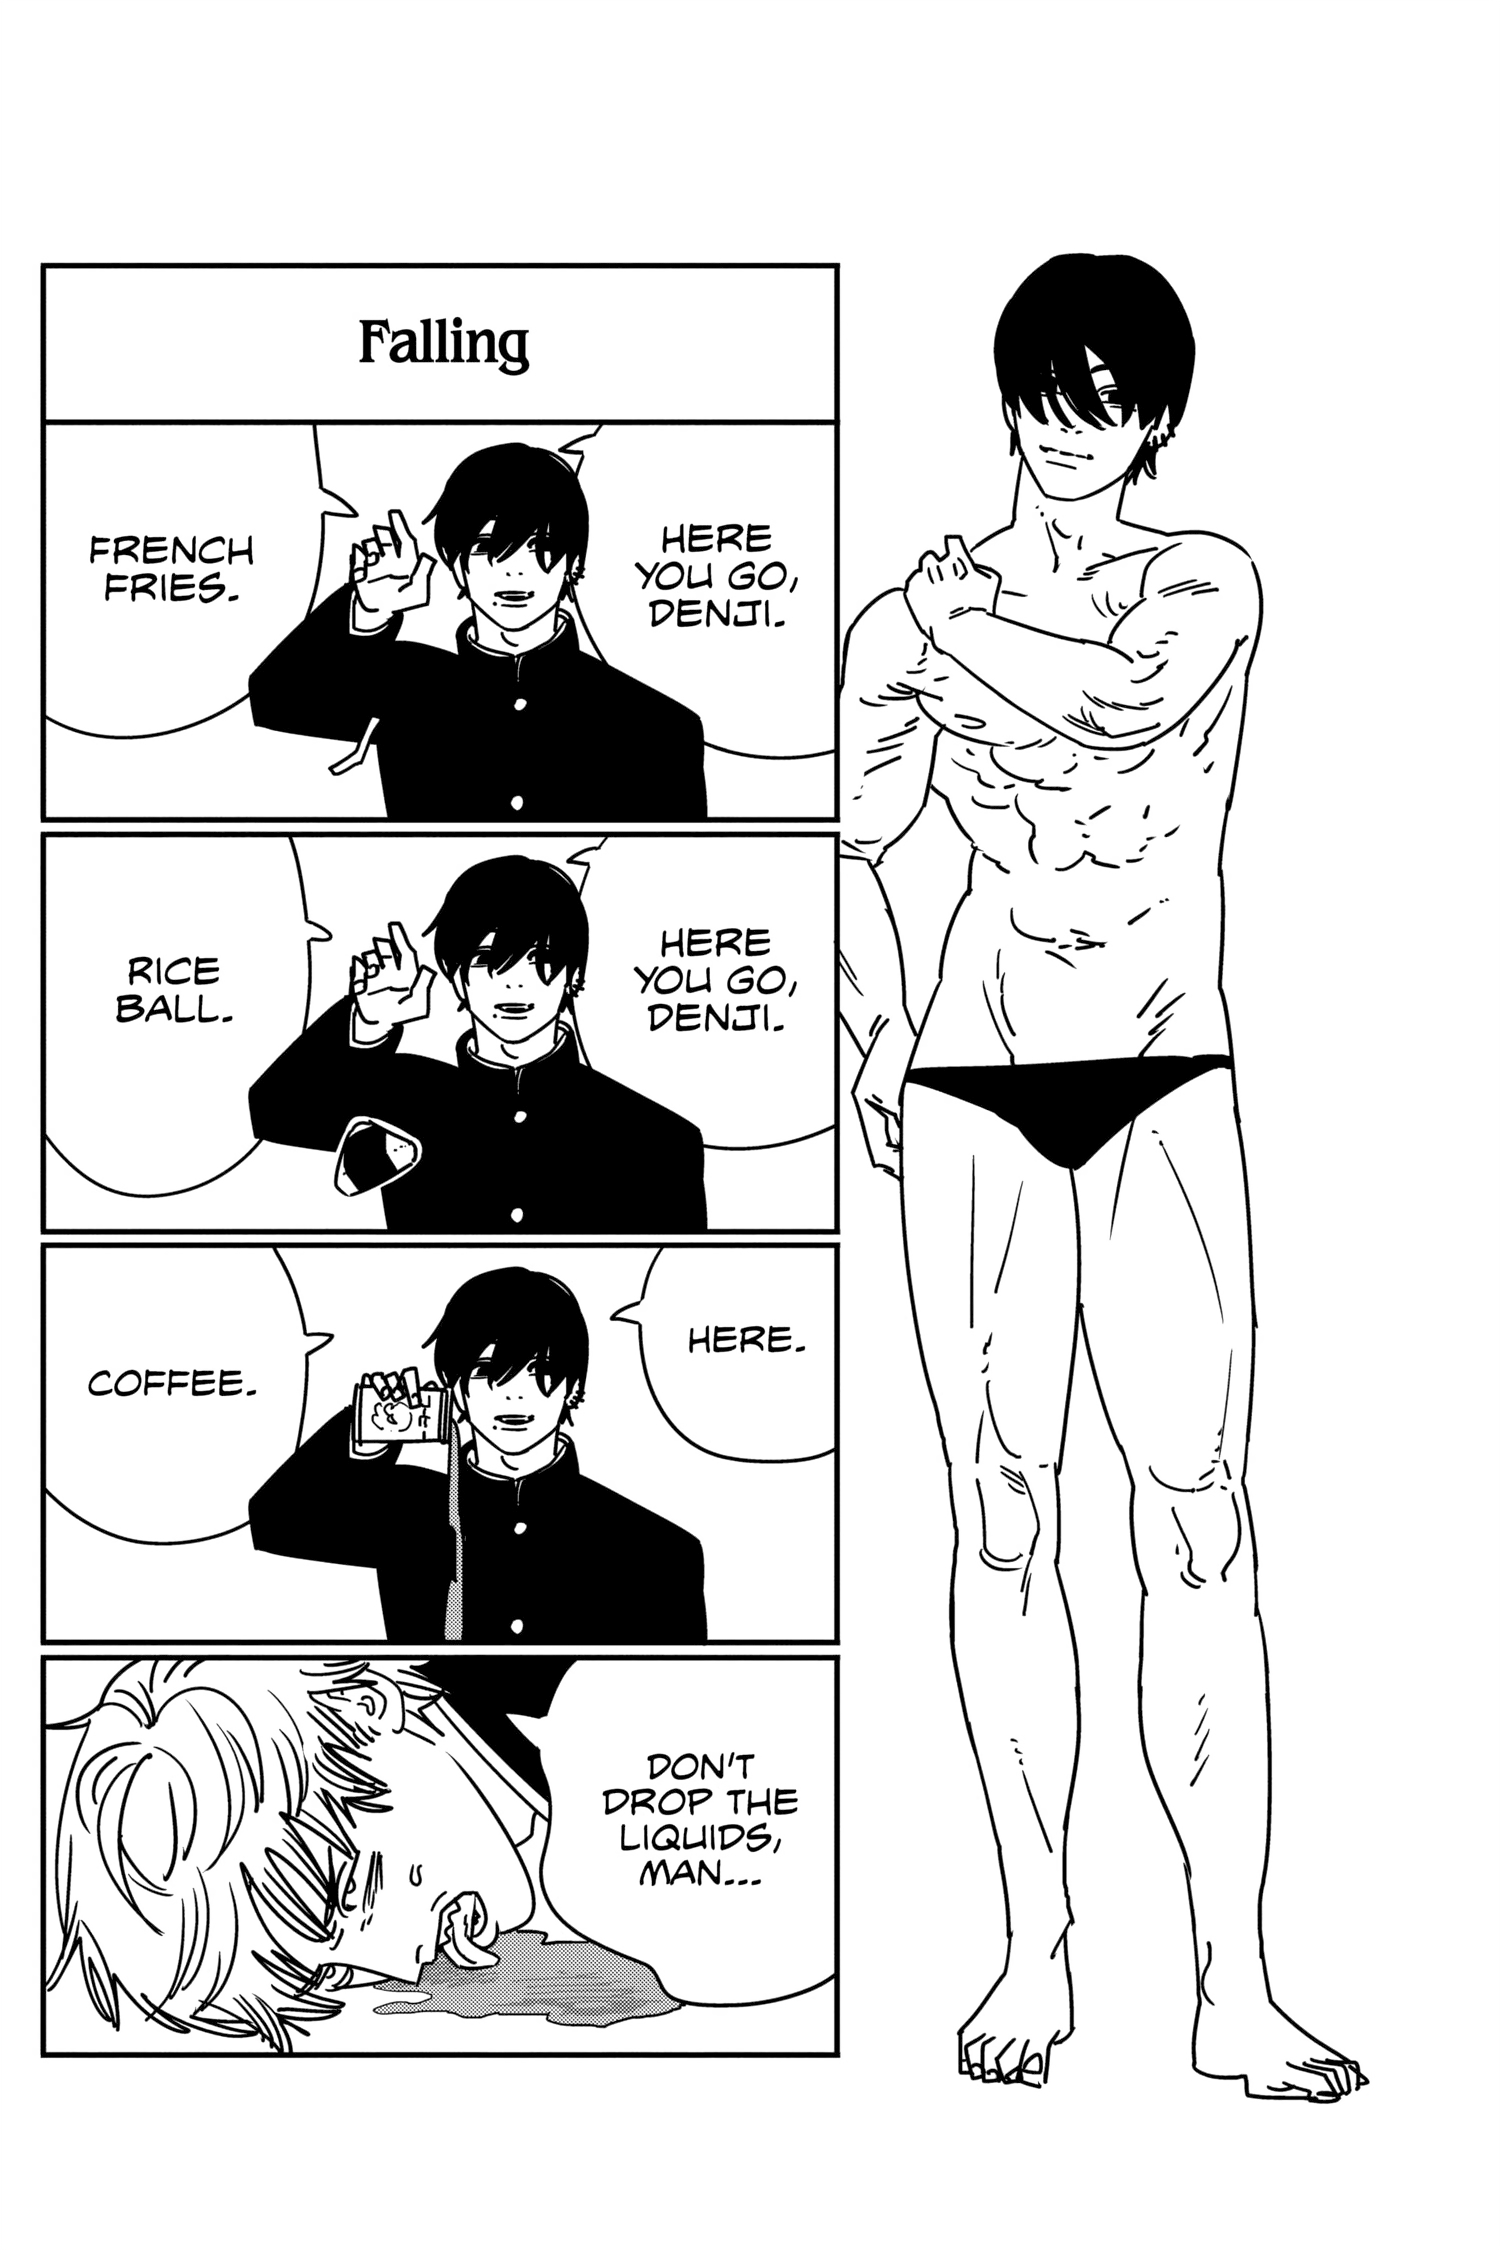 Falling
HERE
YOU GO,
DENJI.
FRENCH
FRIES.
HERE
YOU GO,
DENJI.
RICE
BALL.
HERE.
COFFEE.
DON'T
DROP THE
LIQUIDS,
MAN...